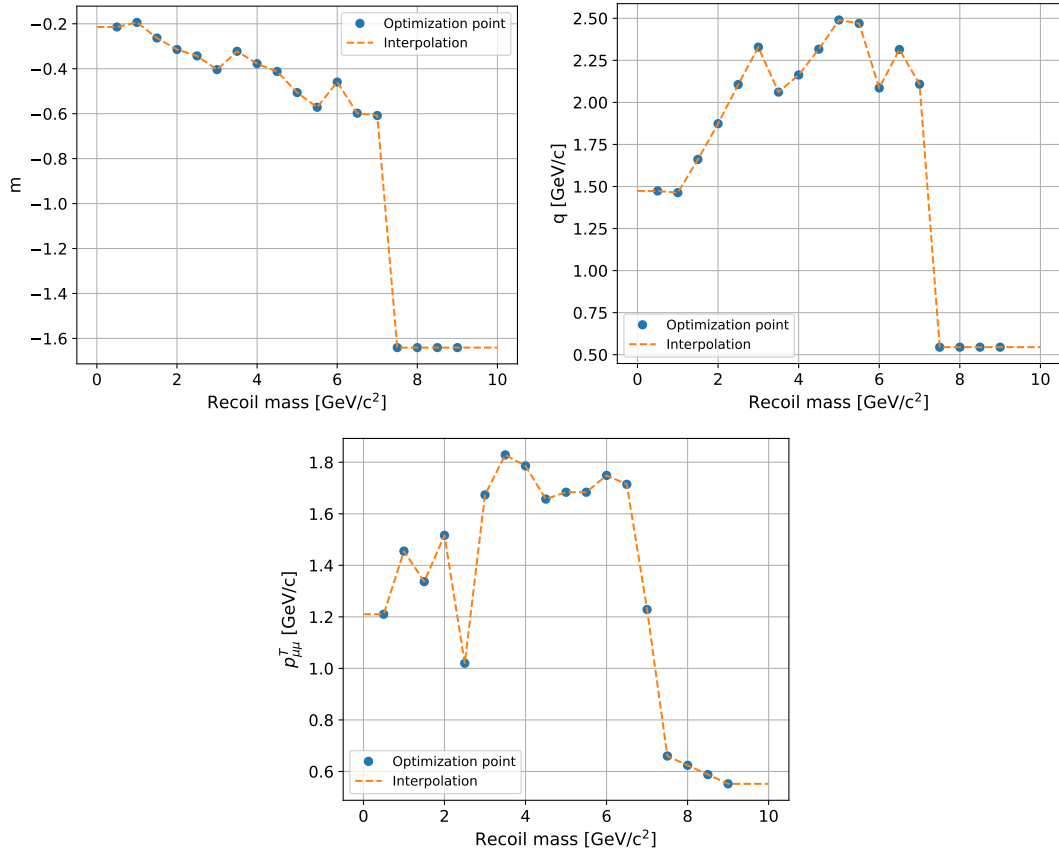 −0.2
−0.4
−0.6
−0.8
−1.0
−1.2
−1.4
−1.6
m
0 2 4 6 8 10
Recoil mass [GeV/c²]
Optimization point
Interpolation
2.50
2.25
2.00
1.75
1.50
1.25
1.00
0.75
0.50
q [GeV/c]
0 2 4 6 8 10
Recoil mass [GeV/c²]
Optimization point
Interpolation
1.8
1.6
1.4
1.2
1.0
0.8
0.6
p^T_μμ [GeV/c]
0 2 4 6 8 10
Recoil mass [GeV/c²]
Optimization point
Interpolation